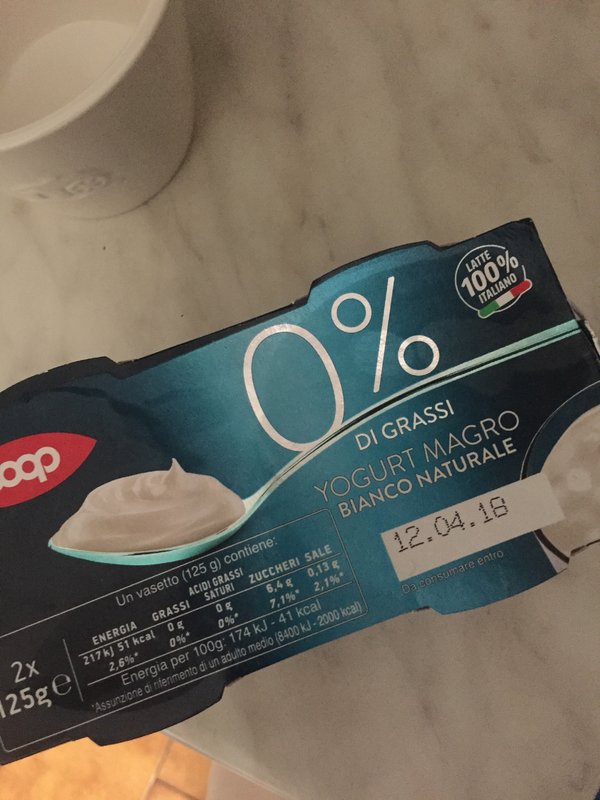 LATTE
100%
ITALIANO
0%
DI GRASSI
YOGURT MAGRO
BIANCO NATURALE
12.04.18
Da consumare entro
coop
Un vasetto (125 g) contiene:
ENERGIA GRASSI ACIDI GRASSI SATURI ZUCCHERI SALE
217 kJ 51 kcal 0 g 0 g 6,4 g 0,13 g
2,6%* 0%* 0%* 7,1%* 2,1%*
Energia per 100g: 174 kJ - 41 kcal
*Assunzione di riferimento di un adulto medio (8400 kJ - 2000 kcal)
2x
125g e